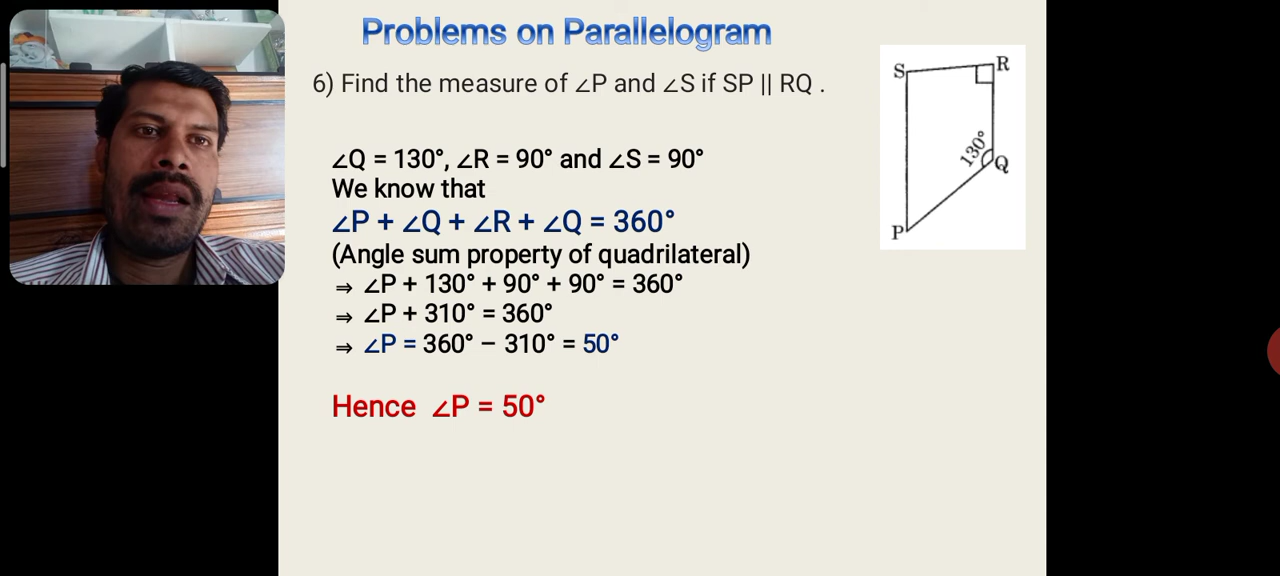 Problems on Parallelogram
6) Find the measure of ∠P and ∠S if SP || RQ .
∠Q = 130°, ∠R = 90° and ∠S = 90°
We know that
∠P + ∠Q + ∠R + ∠Q = 360°
(Angle sum property of quadrilateral)
⇒ ∠P + 130° + 90° + 90° = 360°
⇒ ∠P + 310° = 360°
⇒ ∠P = 360° − 310° = 50°
Hence ∠P = 50°
S
R
130°
Q
P